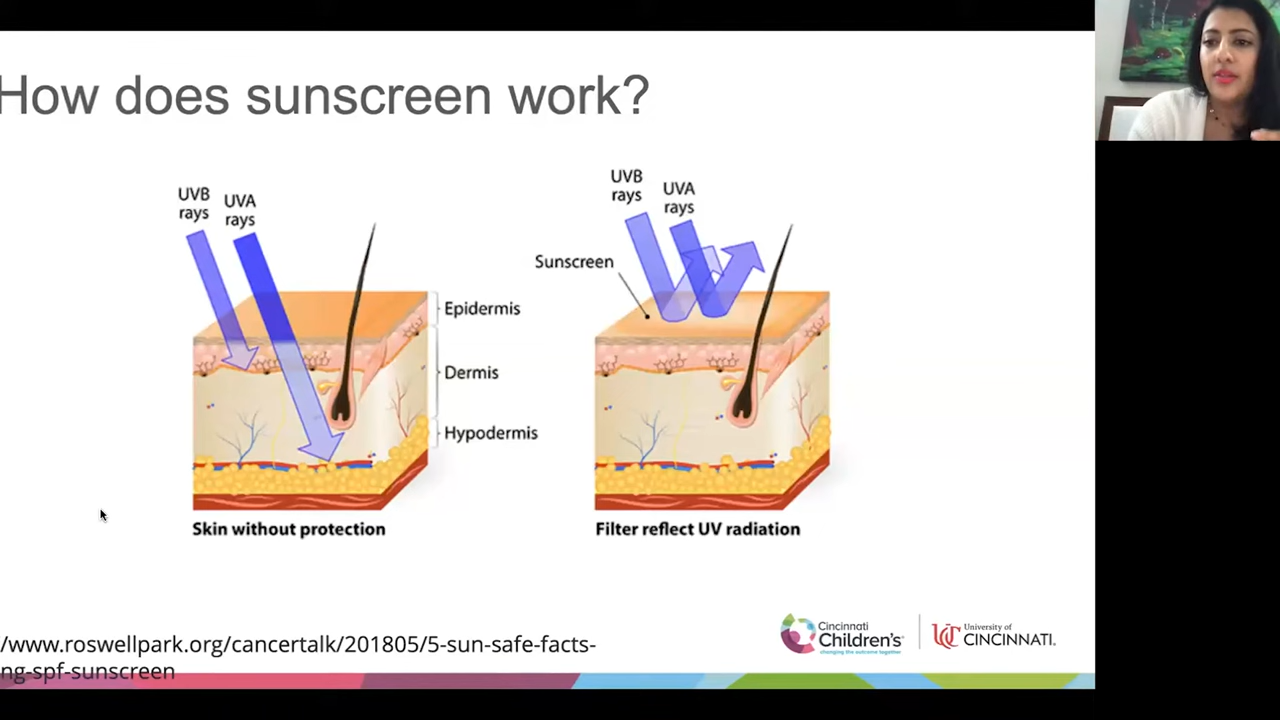 How does sunscreen work?
UVB
rays
UVA
rays
Epidermis
Dermis
Hypodermis
Skin without protection
UVB
rays
UVA
rays
Sunscreen
Filter reflect UV radiation
/www.roswellpark.org/cancertalk/201805/5-sun-safe-facts-
ng-spf-sunscreen
Cincinnati
Children's
changing the outcome together
UC
University of
CINCINNATI.